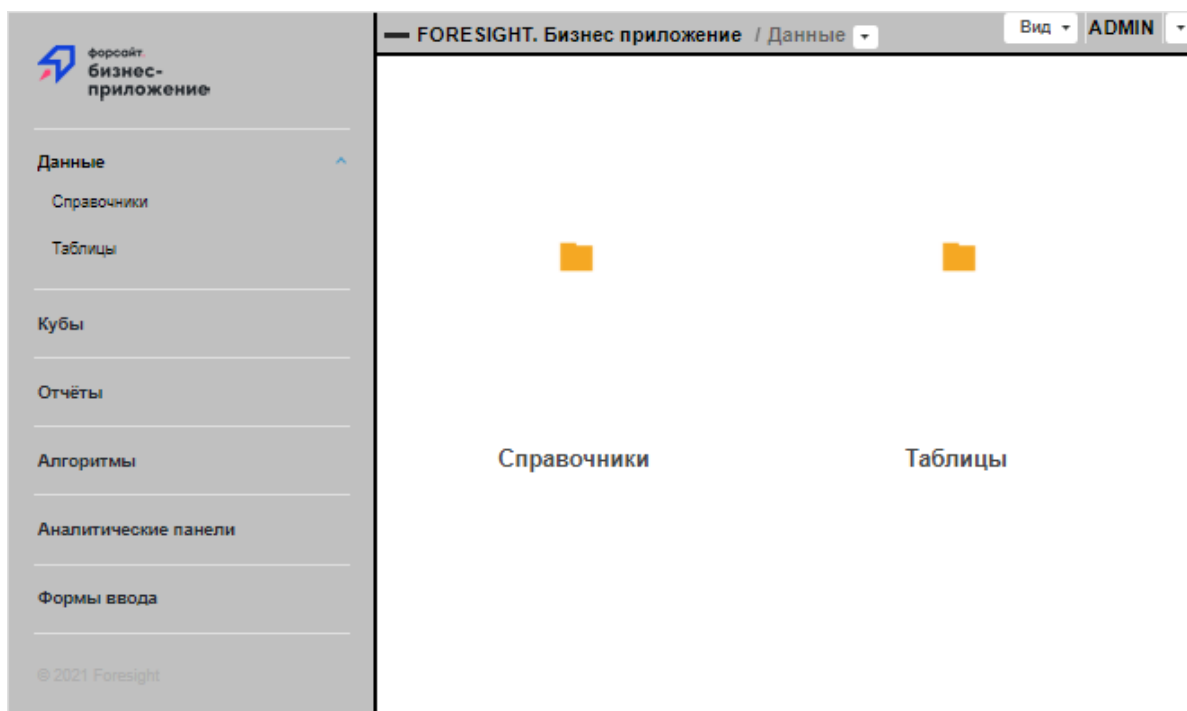 форсайт.
бизнес-
приложение
Данные
Справочники
Таблицы
Кубы
Отчёты
Алгоритмы
Аналитические панели
Формы ввода
© 2021 Foresight
FORESIGHT. Бизнес приложение / Данные
Вид ADMIN
Справочники Таблицы